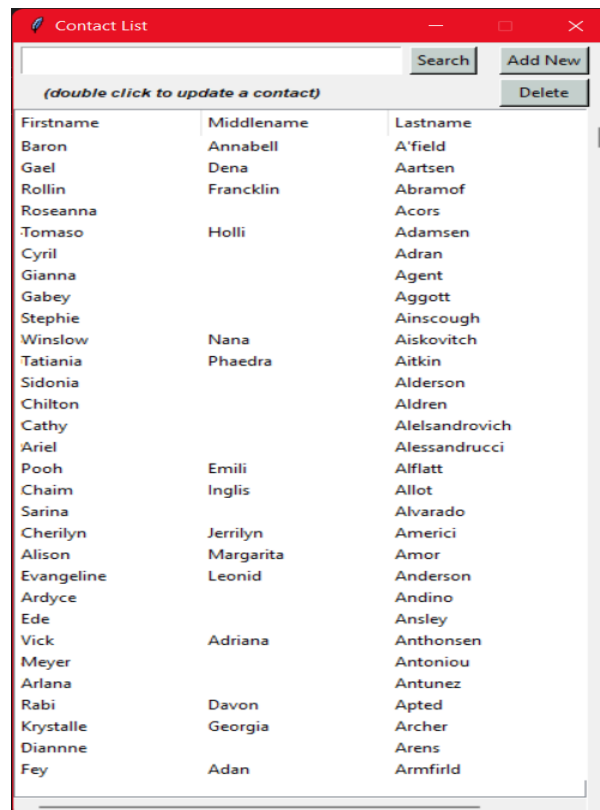 Contact List
Search Add New
(double click to update a contact) Delete
Firstname Middlename Lastname
Baron Annabell A'field
Gael Dena Aartsen
Rollin Francklin Abramof
Roseanna Acors
Tomaso Holli Adamsen
Cyril Adran
Gianna Agent
Gabey Aggott
Stephie Ainscough
Winslow Nana Aiskovitch
Tatiania Phaedra Aitkin
Sidonia Alderson
Chilton Aldren
Cathy Alelsandrovich
Ariel Alessandrucci
Pooh Emili Alflatt
Chaim Inglis Allot
Sarina Alvarado
Cherilyn Jerrilyn Americi
Alison Margarita Amor
Evangeline Leonid Anderson
Ardyce Andino
Ede Ansley
Vick Adriana Anthonsen
Meyer Antoniou
Arlana Antunez
Rabi Davon Apted
Krystalle Georgia Archer
Diannne Arens
Fey Adan Armfirld